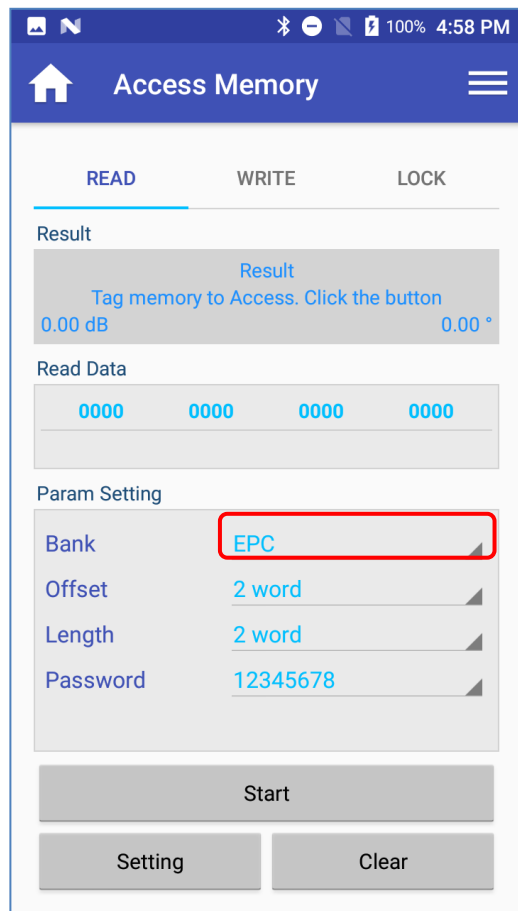 100% 4:58 PM
Access Memory
READ WRITE LOCK
Result
Result
Tag memory to Access. Click the button
0.00 dB 0.00 °
Read Data
0000 0000 0000 0000
Param Setting
Bank EPC
Offset 2 word
Length 2 word
Password 12345678
Start
Setting Clear